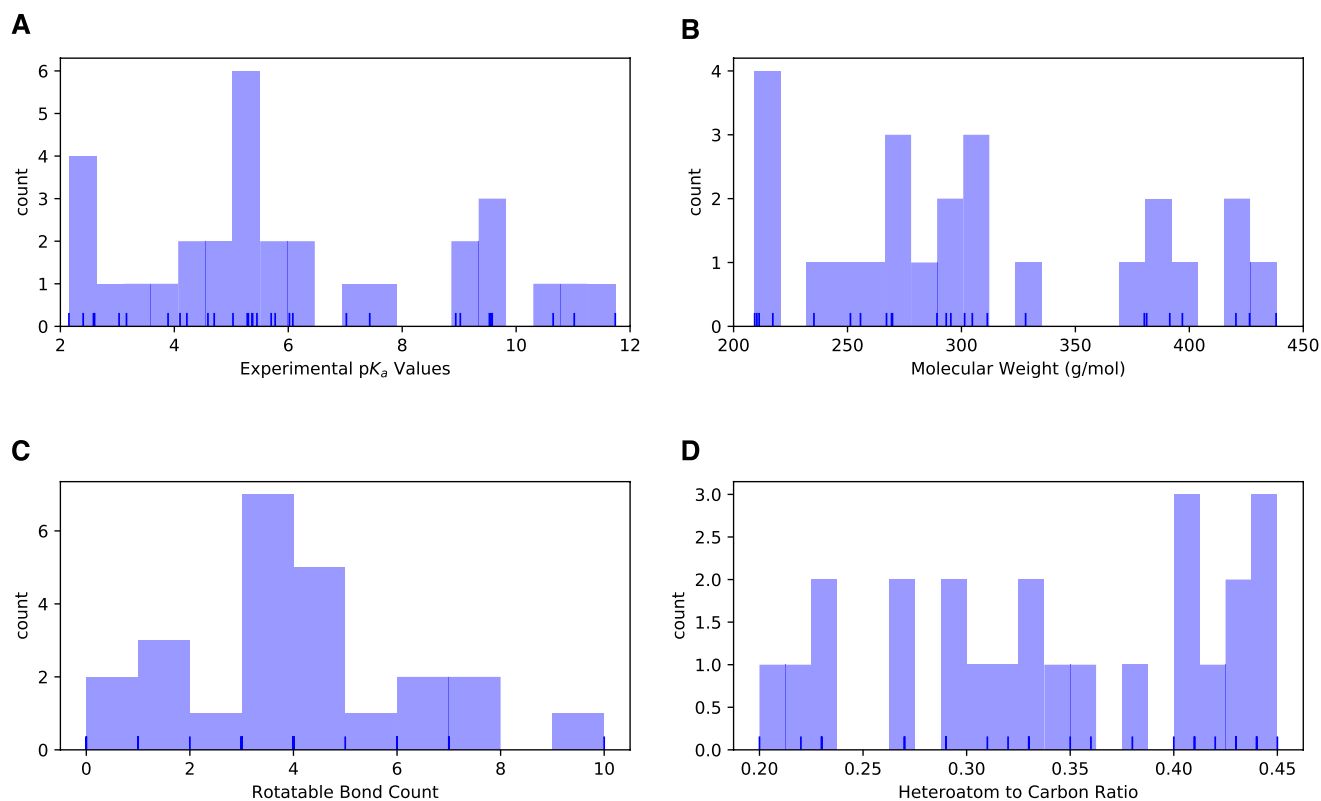 A
6
5
4
3
2
1
0
count
2 4 6 8 10 12
Experimental pKa Values
B
4
3
2
1
0
count
200 250 300 350 400 450
Molecular Weight (g/mol)
C
6
4
2
0
count
0 2 4 6 8 10
Rotatable Bond Count
D
3.0
2.5
2.0
1.5
1.0
0.5
0.0
count
0.20 0.25 0.30 0.35 0.40 0.45
Heteroatom to Carbon Ratio